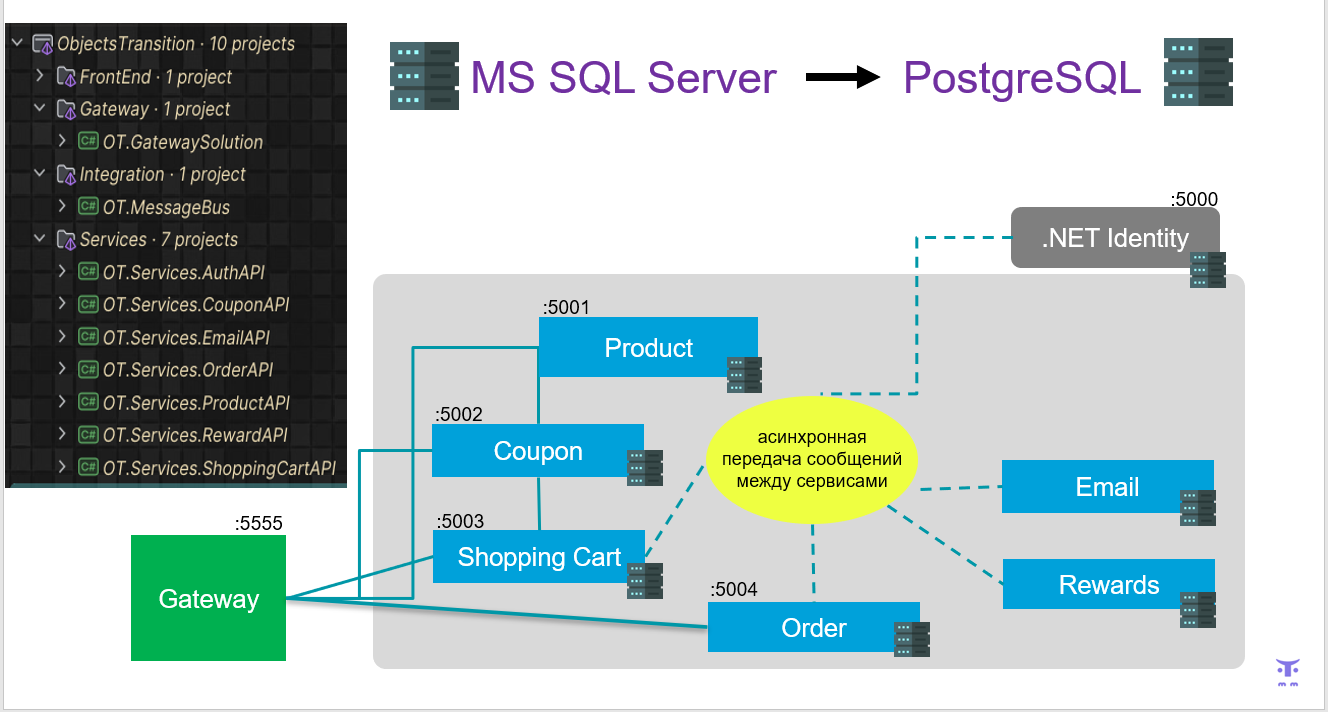 ObjectsTransition · 10 projects
FrontEnd · 1 project
Gateway · 1 project
C# OT.GatewaySolution
Integration · 1 project
C# OT.MessageBus
Services · 7 projects
C# OT.Services.AuthAPI
C# OT.Services.CouponAPI
C# OT.Services.EmailAPI
C# OT.Services.OrderAPI
C# OT.Services.ProductAPI
C# OT.Services.RewardAPI
C# OT.Services.ShoppingCartAPI
MS SQL Server
PostgreSQL
:5000
.NET Identity
:5001
Product
:5002
Coupon
асинхронная
передача сообщений
между сервисами
Email
:5003
Shopping Cart
:5555
Gateway
Rewards
:5004
Order